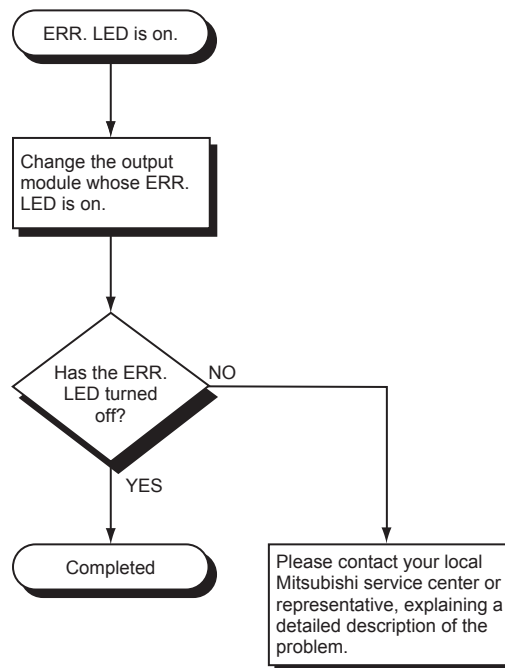 ERR. LED is on.
Change the output
module whose ERR.
LED is on.
Has the ERR.
LED turned
off?
NO
YES
Completed
Please contact your local
Mitsubishi service center or
representative, explaining a
detailed description of the
problem.